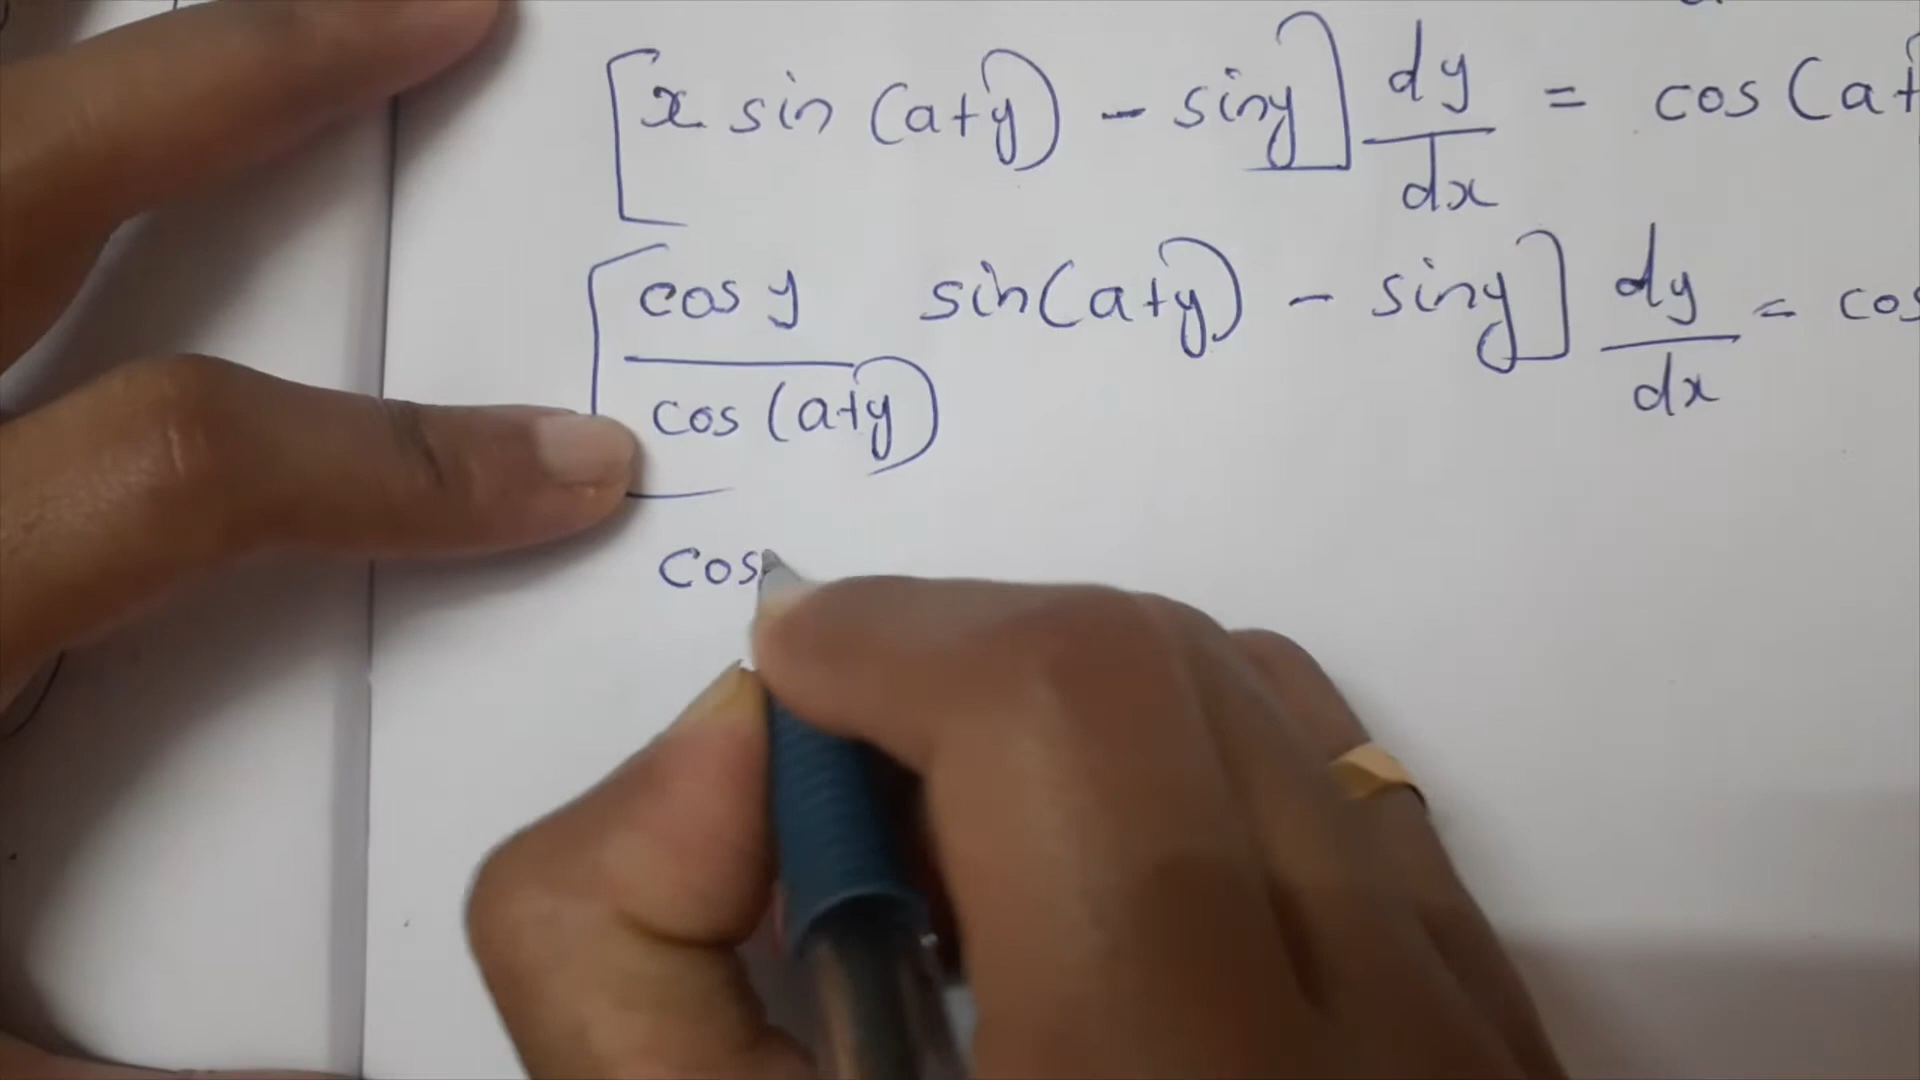 [x sin (a+y) - siny] dy/dx = cos (a+
[cos y / cos (a+y) sin(a+y) - siny] dy/dx = cos
cos